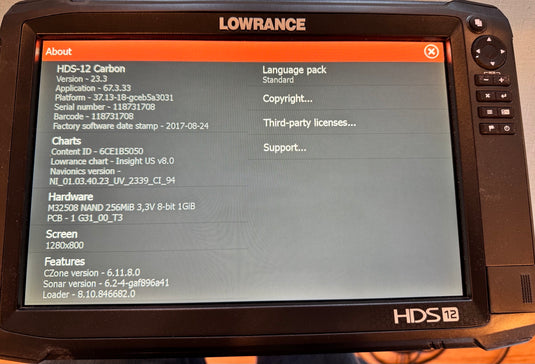 LOWRANCE
About
HDS-12 Carbon
Version - 23.3
Application - 67.3.33
Platform - 37.13-18-gceb5a3031
Serial number - 118731708
Barcode - 118731708
Factory software date stamp - 2017-08-24
Charts
Content ID - 6CE1B5050
Lowrance chart - Insight US v8.0
Navionics version -
NI_01.03.40.23_UV_2339_CI_94
Hardware
M32508 NAND 256MiB 3,3V 8-bit 1GiB
PCB - 1 G31_00_T3
Screen
1280x800
Features
CZone version - 6.11.8.0
Sonar version - 6.2-4-gaf896a41
Loader - 8.10.846682.0
Language pack
Standard
Copyright...
Third-party licenses...
Support...
HDS 12